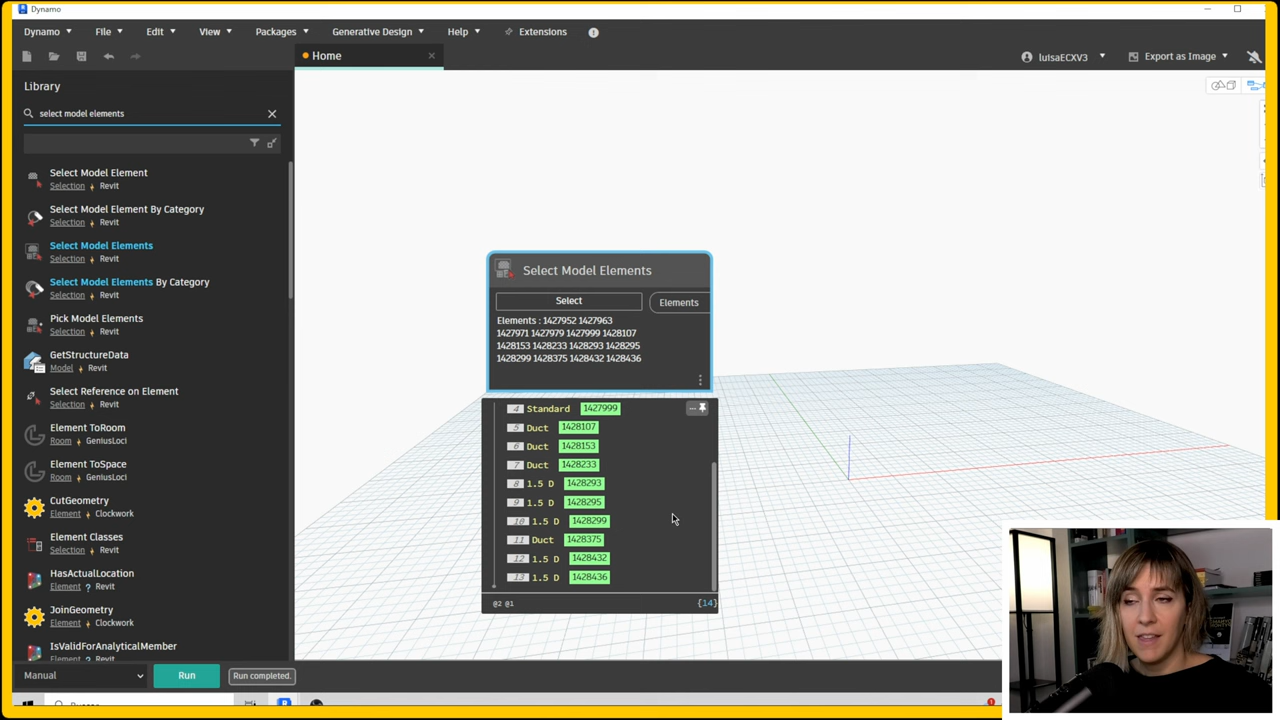 Dynamo
Dynamo File Edit View Packages Generative Design Help Extensions
Home
luisaECXV3 Export as Image
Library
select model elements
Select Model Element
Selection Revit
Select Model Element By Category
Selection Revit
Select Model Elements
Selection Revit
Select Model Elements By Category
Selection Revit
Pick Model Elements
Selection Revit
GetStructureData
Model Revit
Select Reference on Element
Selection Revit
Element ToRoom
Room GeniusLoci
Element ToSpace
Room GeniusLoci
CutGeometry
Element Clockwork
Element Classes
Selection Revit
HasActualLocation
Element ? Revit
JoinGeometry
Element Clockwork
IsValidForAnalyticalMember
Element Revit
Select Model Elements
Select Elements
Elements : 1427952 1427963
1427971 1427979 1427999 1428107
1428153 1428233 1428293 1428295
1428299 1428375 1428432 1428436
4 Standard 1427999
5 Duct 1428107
6 Duct 1428153
7 Duct 1428233
8 1.5 D 1428293
9 1.5 D 1428295
10 1.5 D 1428299
11 Duct 1428375
12 1.5 D 1428432
13 1.5 D 1428436
@2 @1 {14}
Manual Run Run completed.